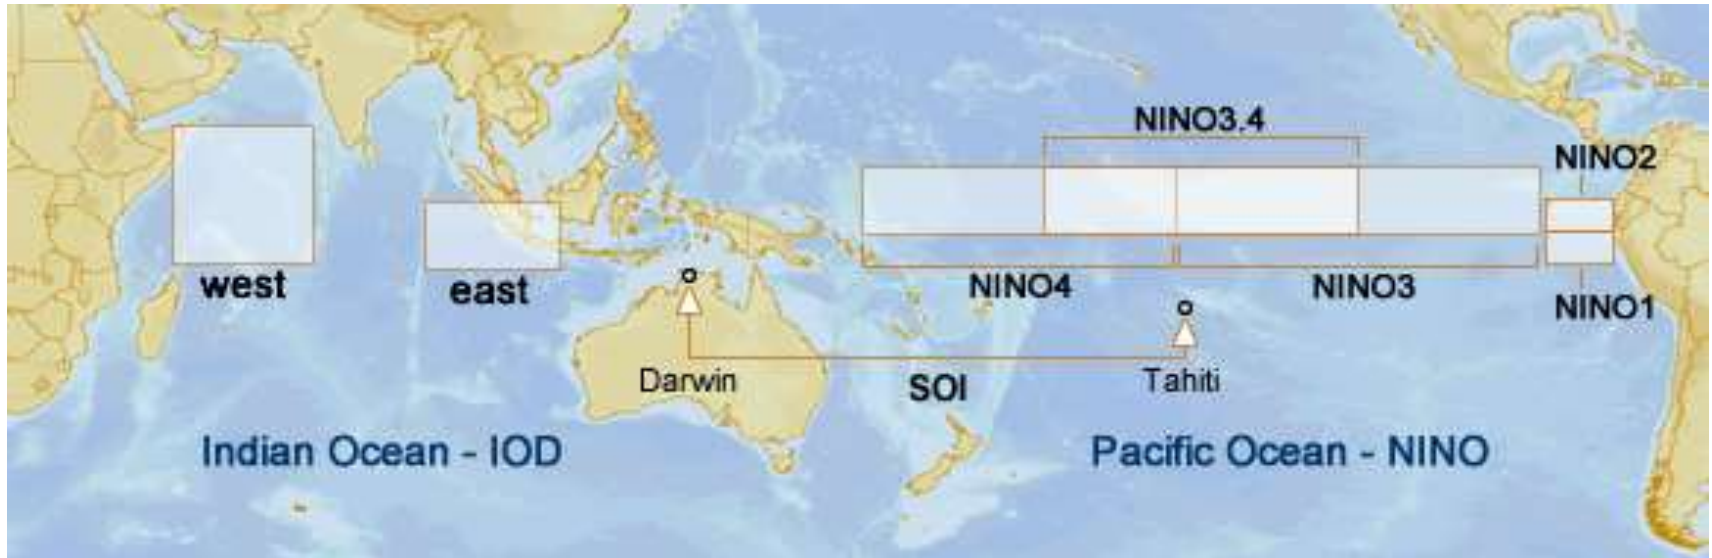 NINO3.4
NINO2
west
east
NINO4
NINO3
NINO1
Darwin
SOI
Tahiti
Indian Ocean - IOD
Pacific Ocean - NINO